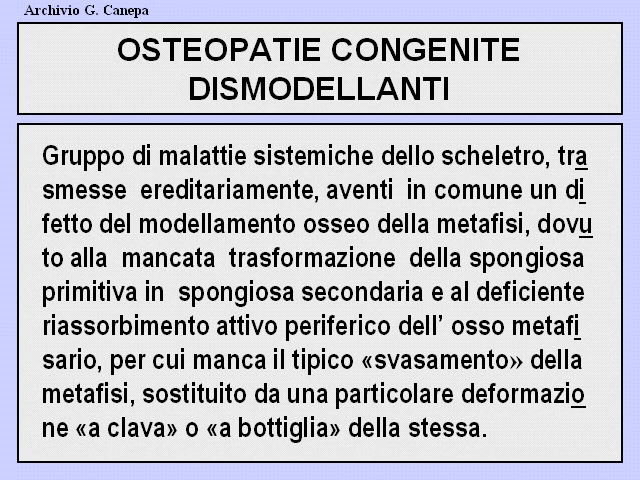 Archivio G. Canepa
OSTEOPATIE CONGENITE
DISMODELLANTI
Gruppo di malattie sistemiche dello scheletro, tra
smesse ereditariamente, aventi in comune un di
fetto del modellamento osseo della metafisi, dovu
to alla mancata trasformazione della spongiosa
primitiva in spongiosa secondaria e al deficiente
riassorbimento attivo periferico dell' osso metafi
sario, per cui manca il tipico «svasamento» della
metafisi, sostituito da una particolare deformazio
ne «a clava» o «a bottiglia» della stessa.